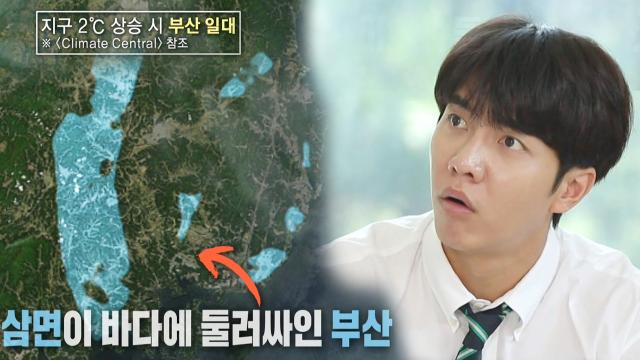 지구 2℃ 상승 시 부산 일대
※ 〈Climate Central〉 참조
삼면이 바다에 둘러싸인 부산